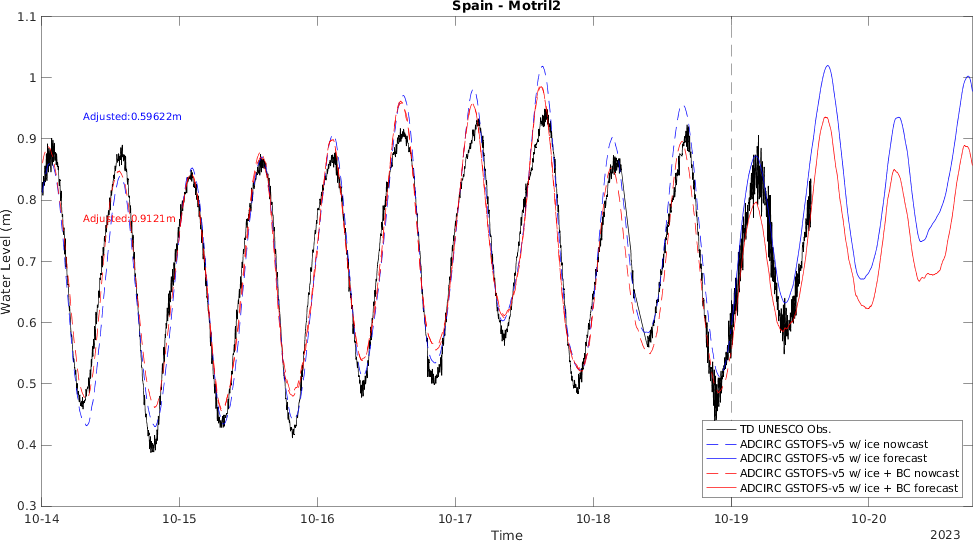 Spain - Motril2
1.1
1
0.9
0.8
0.7
0.6
0.5
0.4
0.3
Water Level (m)
Adjusted:0.59622m
Adjusted:0.9121m
TD UNESCO Obs.
ADCIRC GSTOFS-v5 w/ ice nowcast
ADCIRC GSTOFS-v5 w/ ice forecast
ADCIRC GSTOFS-v5 w/ ice + BC nowcast
ADCIRC GSTOFS-v5 w/ ice + BC forecast
10-14 10-15 10-16 10-17 10-18 10-19 10-20
Time
2023